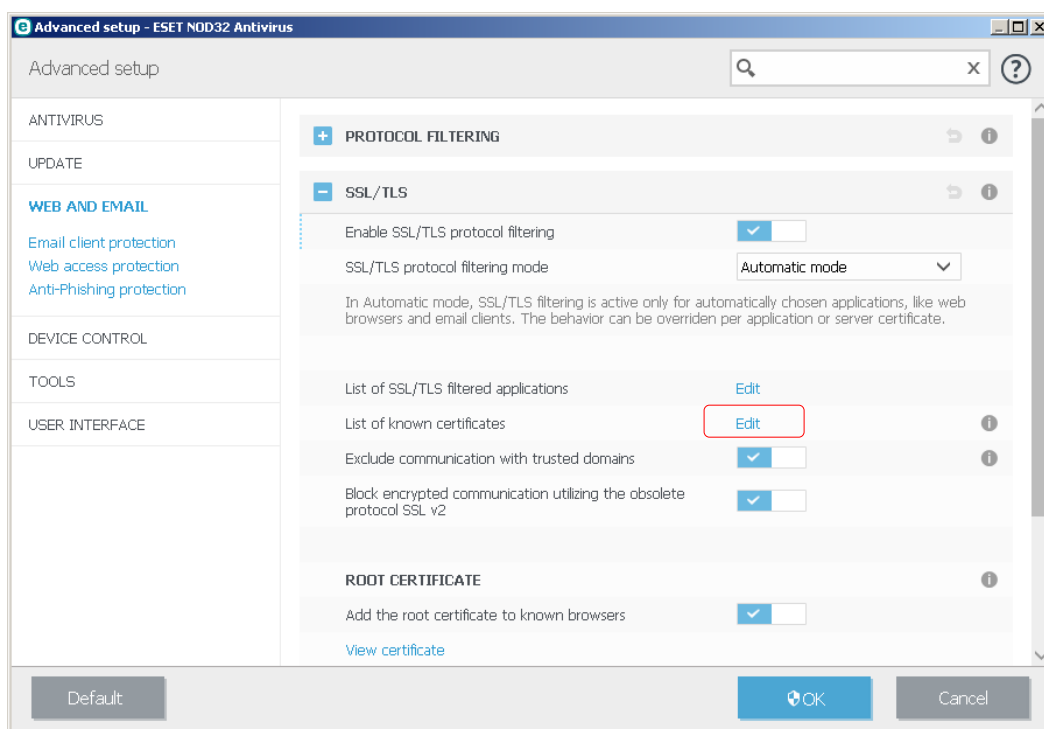 Advanced setup - ESET NOD32 Antivirus
Advanced setup
ANTIVIRUS
UPDATE
WEB AND EMAIL
Email client protection
Web access protection
Anti-Phishing protection
DEVICE CONTROL
TOOLS
USER INTERFACE
PROTOCOL FILTERING
SSL/TLS
Enable SSL/TLS protocol filtering
SSL/TLS protocol filtering mode Automatic mode
In Automatic mode, SSL/TLS filtering is active only for automatically chosen applications, like web
browsers and email clients. The behavior can be overriden per application or server certificate.
List of SSL/TLS filtered applications Edit
List of known certificates Edit
Exclude communication with trusted domains
Block encrypted communication utilizing the obsolete
protocol SSL v2
ROOT CERTIFICATE
Add the root certificate to known browsers
View certificate
Default OK Cancel